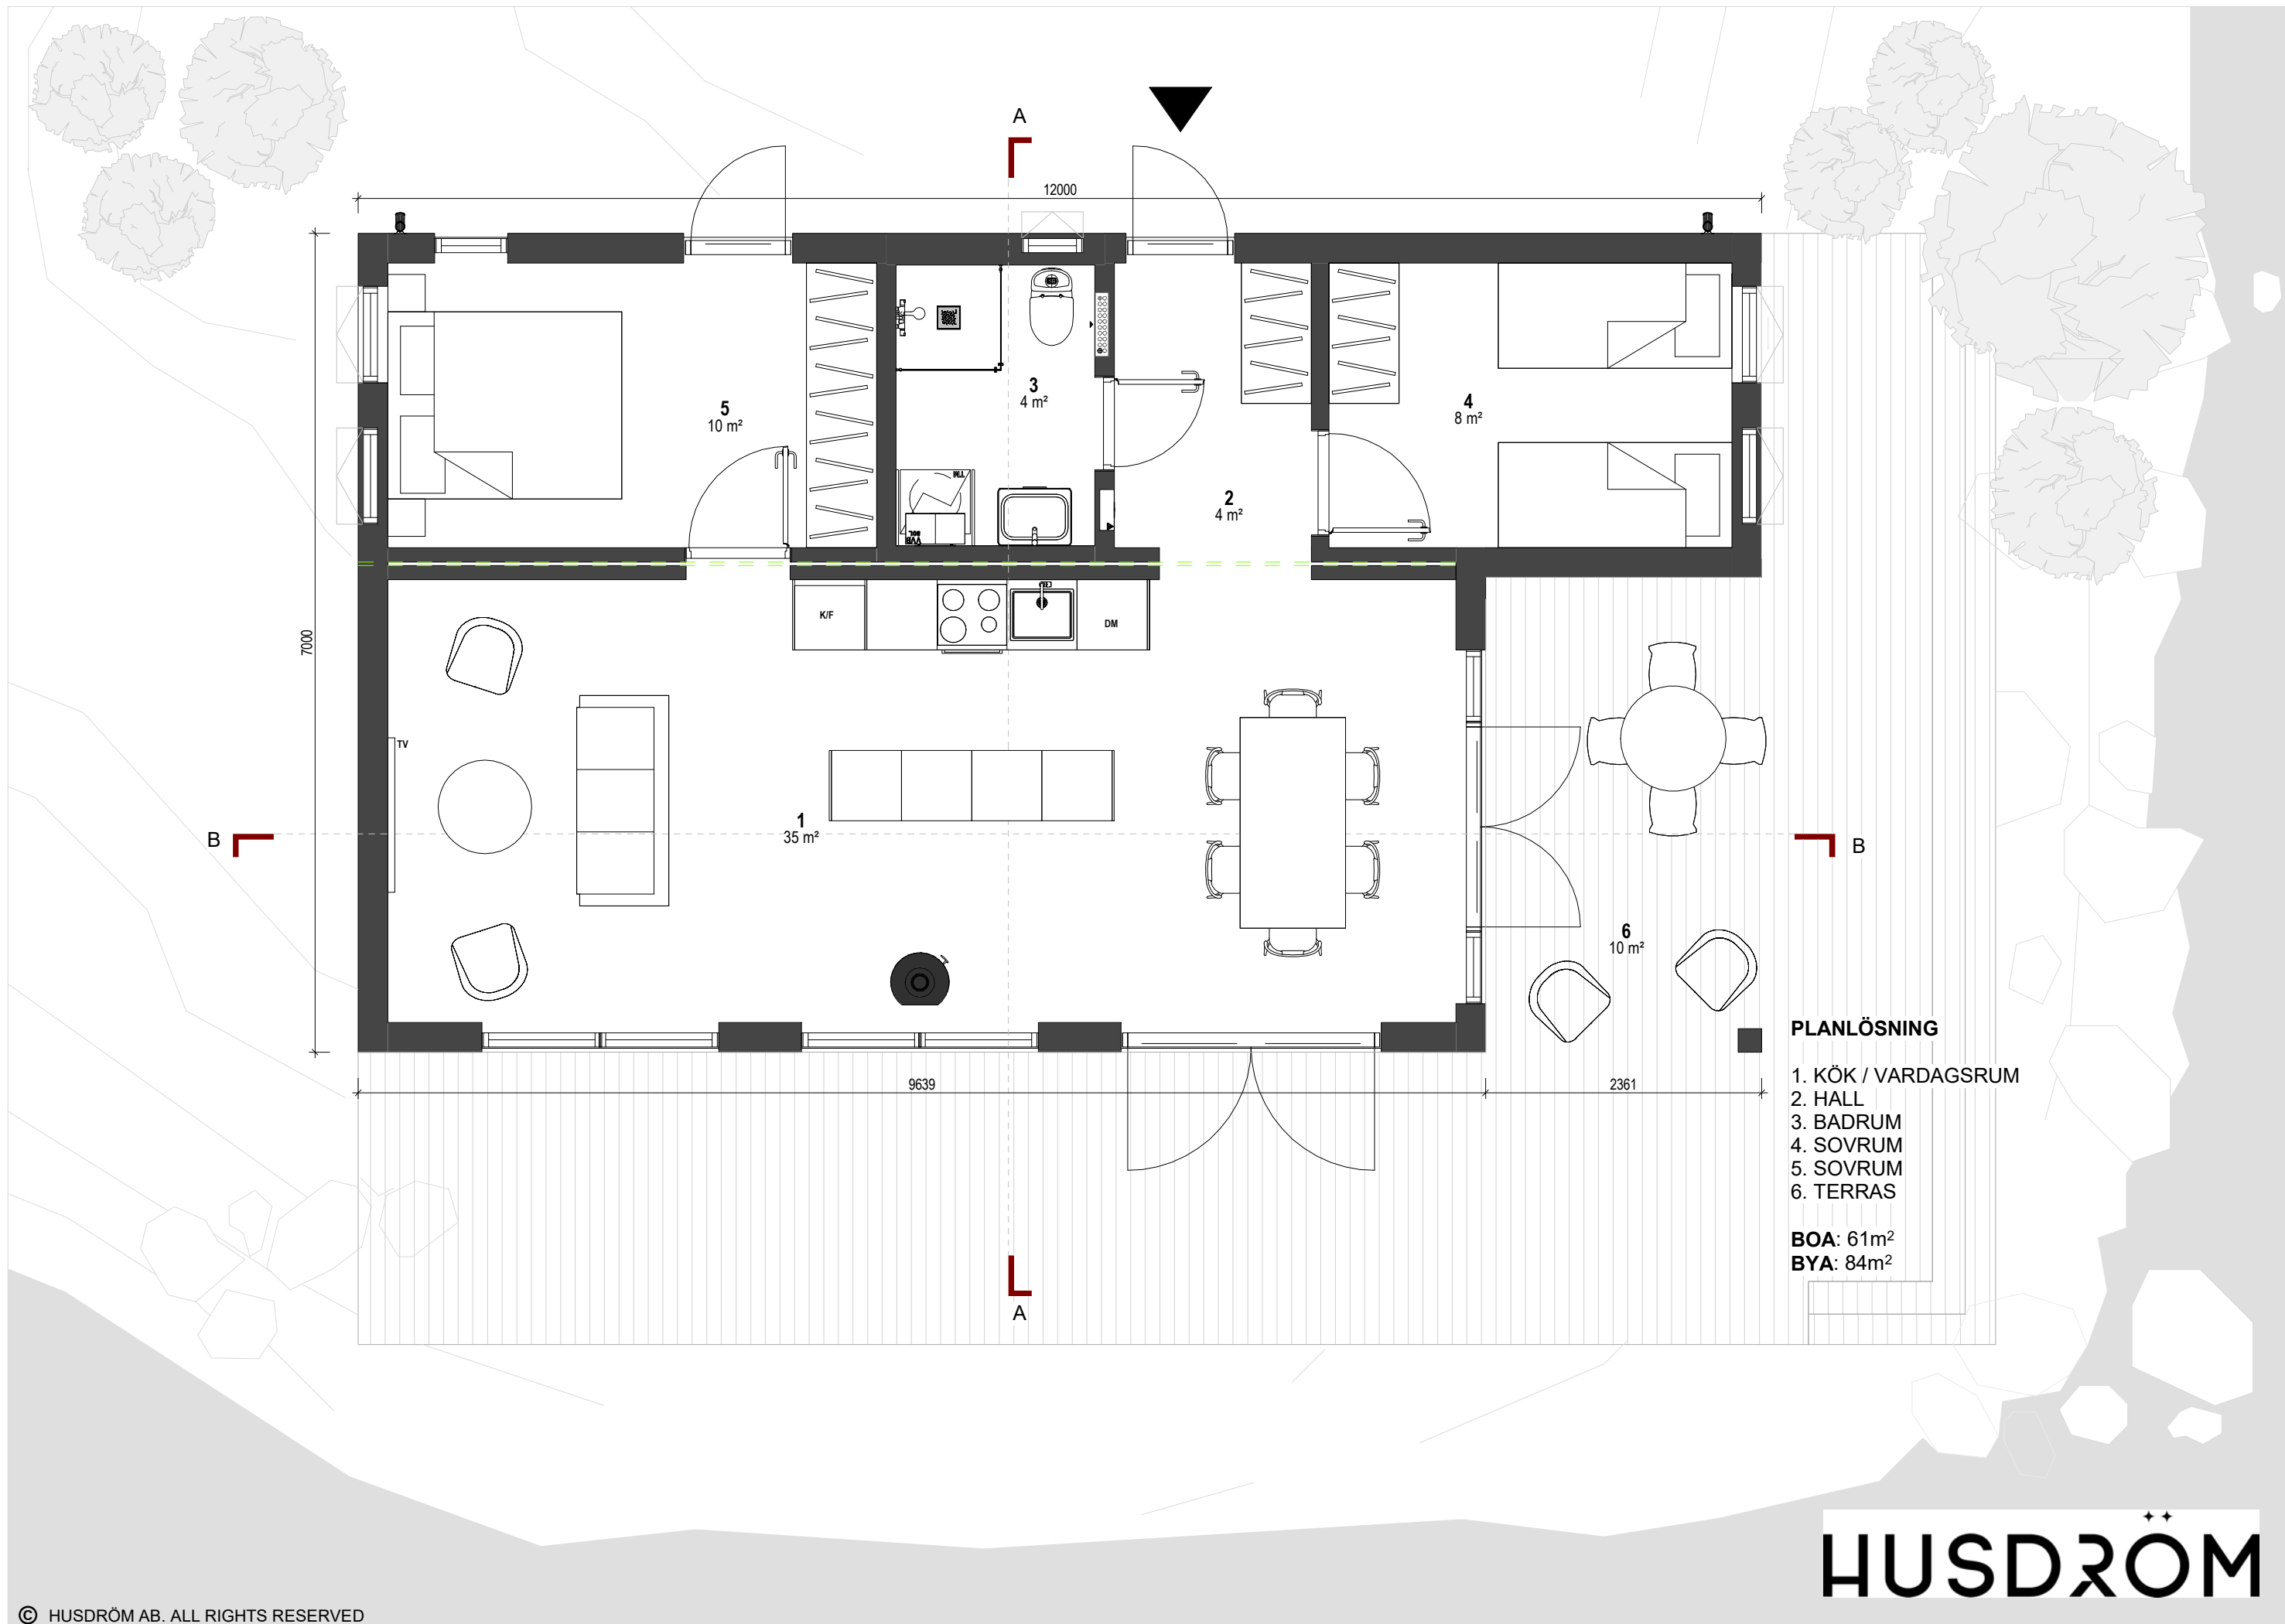 A
12000
5
10 m²
3
4 m²
4
8 m²
2
4 m²
TM
VVB
K/F
DM
7000
TV
1
35 m²
B
B
6
10 m²
PLANLÖSNING
1. KÖK / VARDAGSRUM
2. HALL
3. BADRUM
4. SOVRUM
5. SOVRUM
6. TERRAS
BOA: 61m²
BYA: 84m²
9639
2361
A
HUSDRÖM
© HUSDRÖM AB. ALL RIGHTS RESERVED